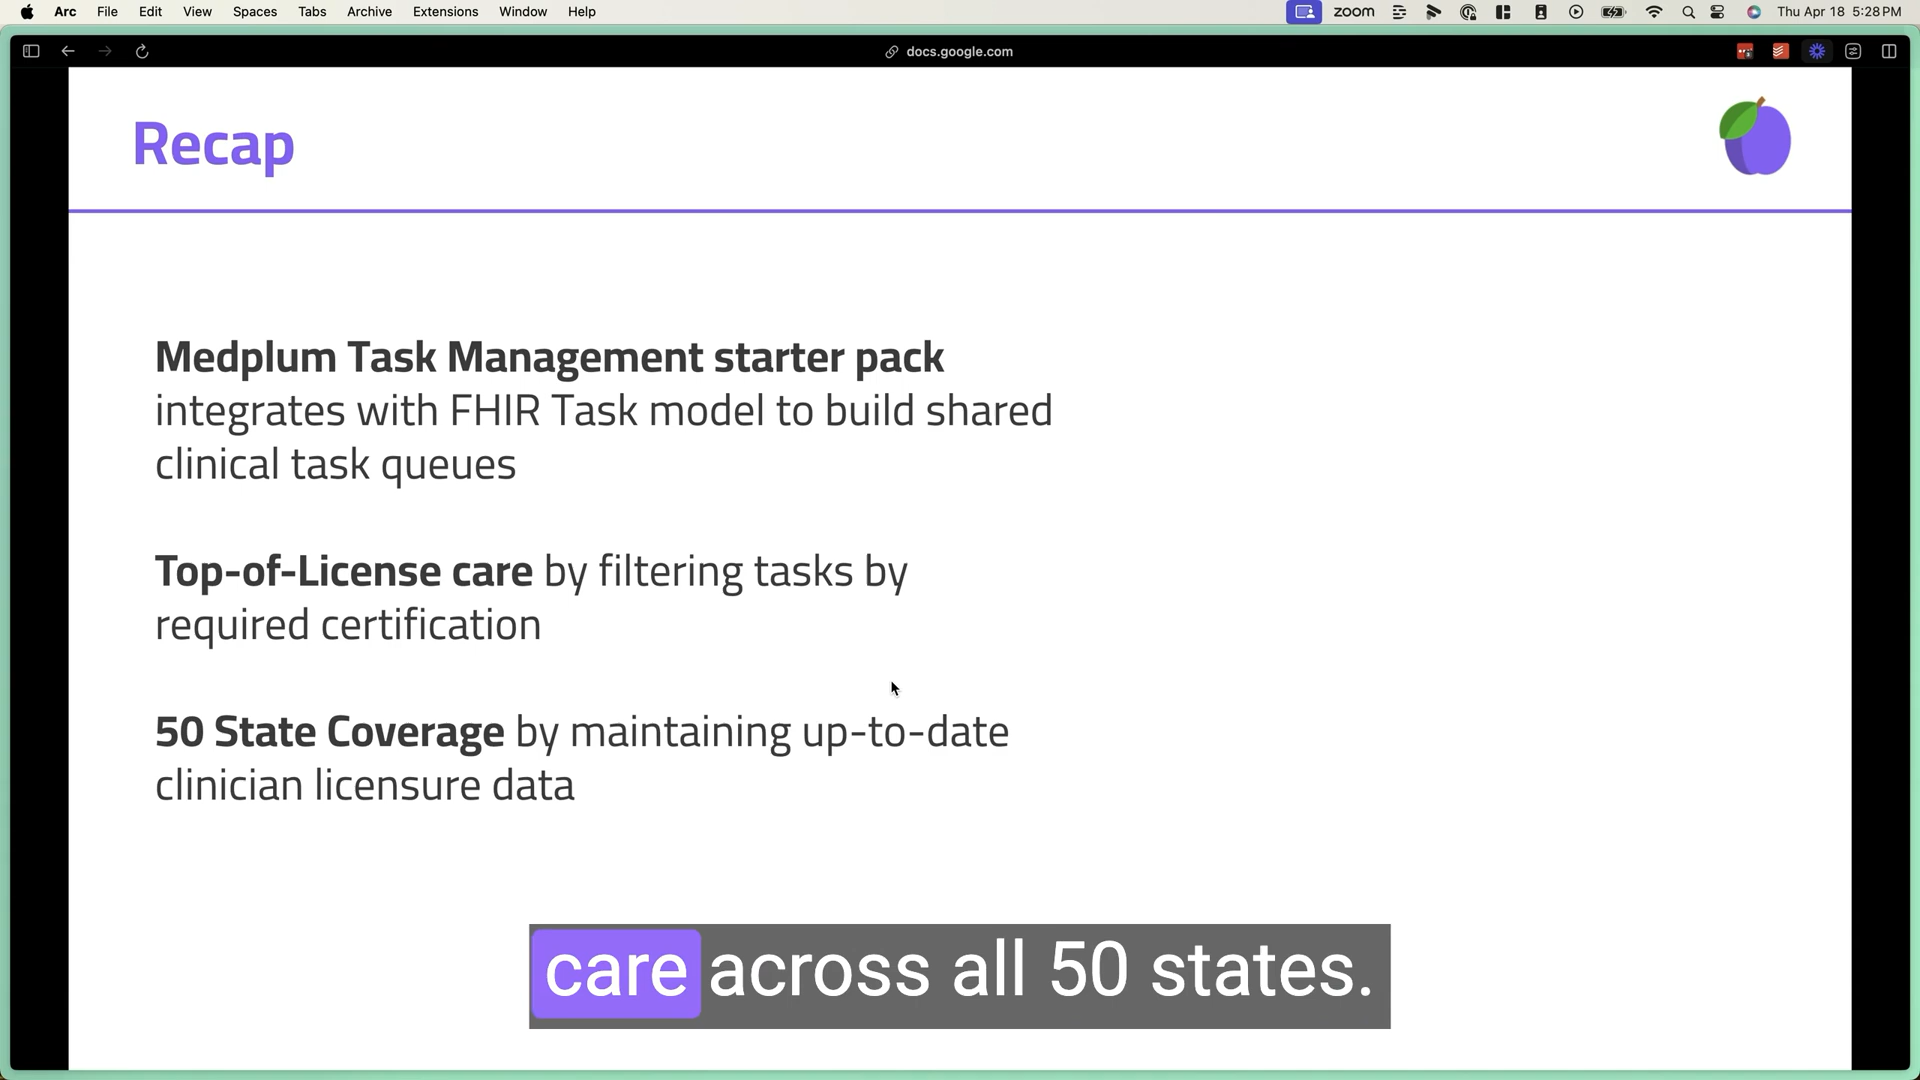 Arc File Edit View Spaces Tabs Archive Extensions Window Help zoom Thu Apr 18 5:28 PM
docs.google.com
Recap
Medplum Task Management starter pack
integrates with FHIR Task model to build shared
clinical task queues
Top-of-License care by filtering tasks by
required certification
50 State Coverage by maintaining up-to-date
clinician licensure data
care across all 50 states.